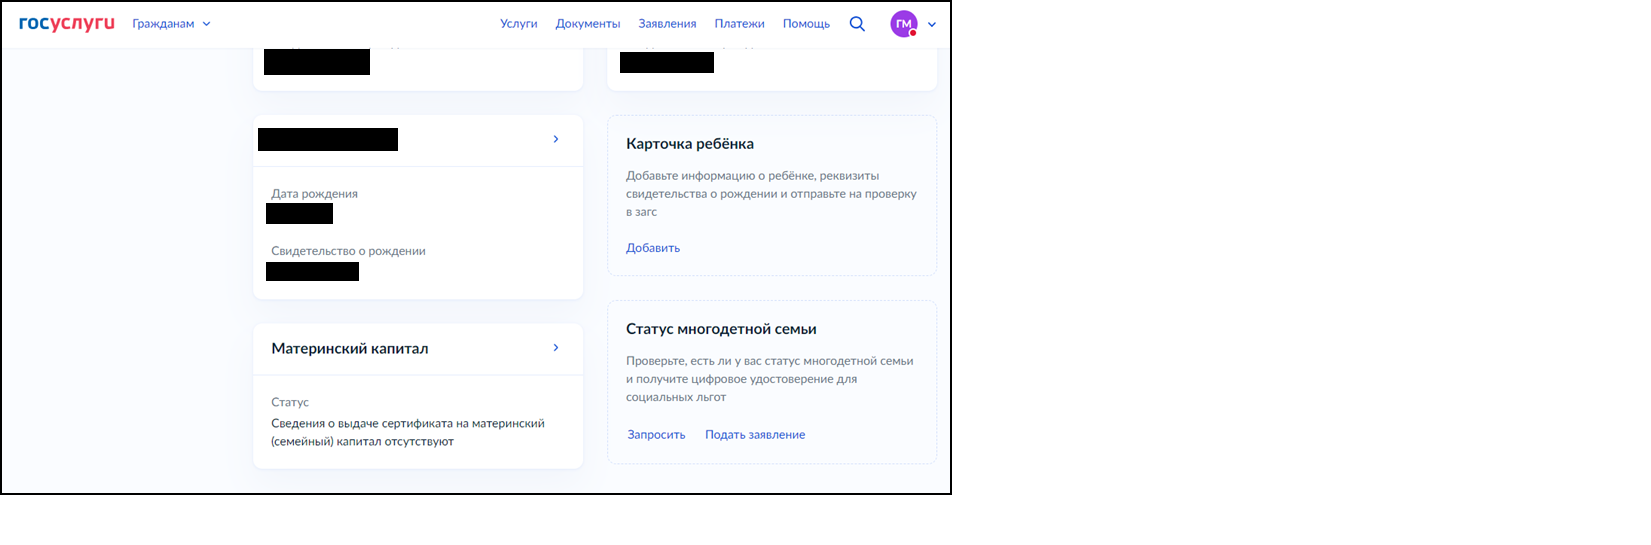 госуслуги Гражданам Услуги Документы Заявления Платежи Помощь ГМ
Дата рождения
Свидетельство о рождении
Материнский капитал
Статус
Сведения о выдаче сертификата на материнский
(семейный) капитал отсутствуют
Карточка ребёнка
Добавьте информацию о ребёнке, реквизиты
свидетельства о рождении и отправьте на проверку
в загс
Добавить
Статус многодетной семьи
Проверьте, есть ли у вас статус многодетной семьи
и получите цифровое удостоверение для
социальных льгот
Запросить Подать заявление